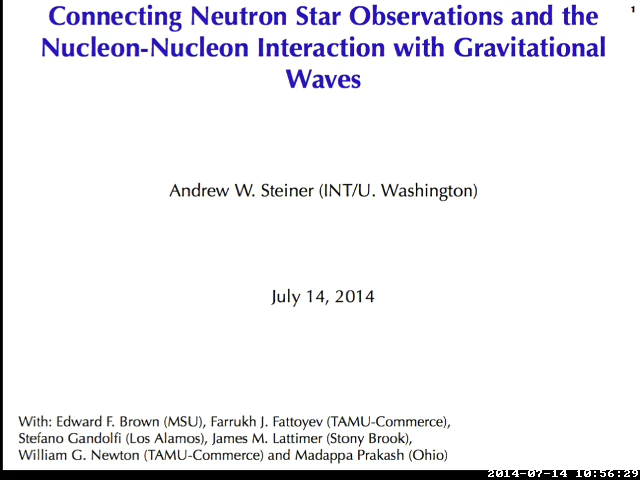 Connecting Neutron Star Observations and the
1
Nucleon-Nucleon Interaction with Gravitational
Waves
Andrew W. Steiner (INT/U. Washington)
July 14, 2014
With: Edward F. Brown (MSU), Farrukh J. Fattoyev (TAMU-Commerce),
Stefano Gandolfi (Los Alamos), James M. Lattimer (Stony Brook),
William G. Newton (TAMU-Commerce) and Madappa Prakash (Ohio)
2014-07-14 10:56:29